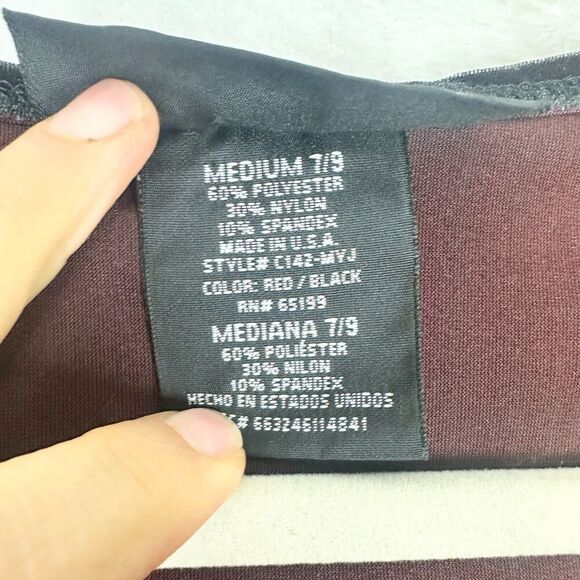 MEDIUM 7/9
60% POLYESTER
30% NYLON
10% SPANDEX
MADE IN U.S.A.
STYLE# C142-MYJ
COLOR: RED / BLACK
RN# 65199
MEDIANA 7/9
60% POLIÉSTER
30% NILON
10% SPANDEX
HECHO EN ESTADOS UNIDOS
# 663246114841